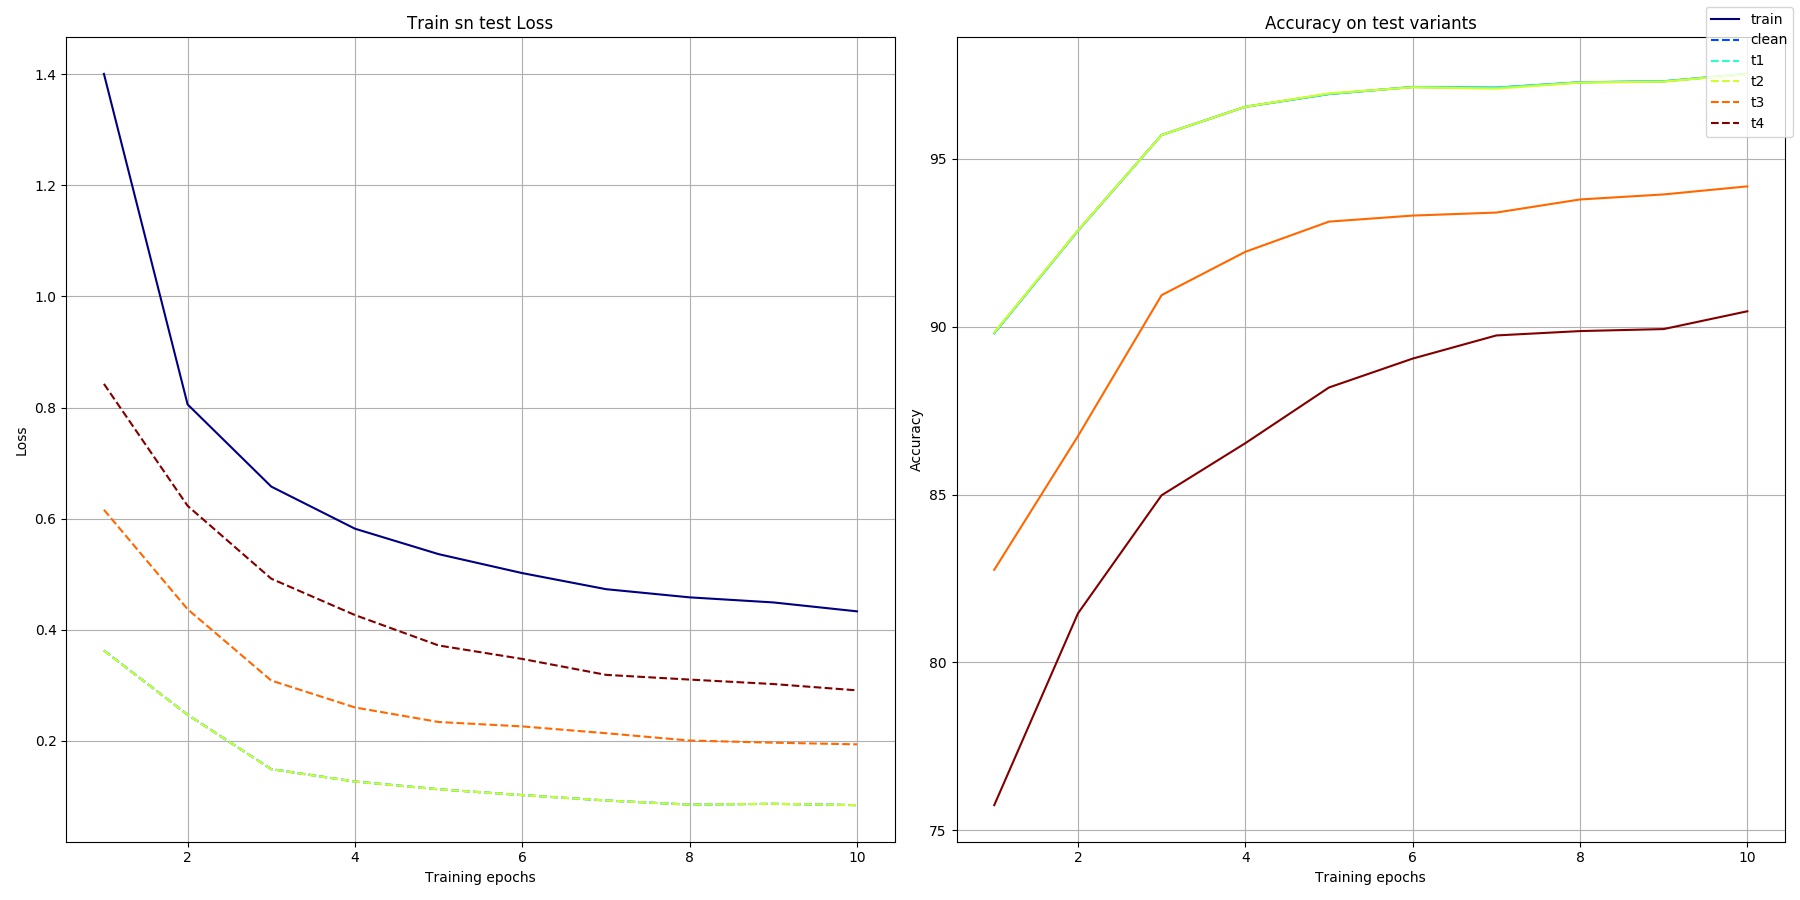 Train sn test Loss
Loss
1.4
1.2
1.0
0.8
0.6
0.4
0.2
2 4 6 8 10
Training epochs
Accuracy on test variants
Accuracy
95
90
85
80
75
2 4 6 8 10
Training epochs
train
clean
t1
t2
t3
t4